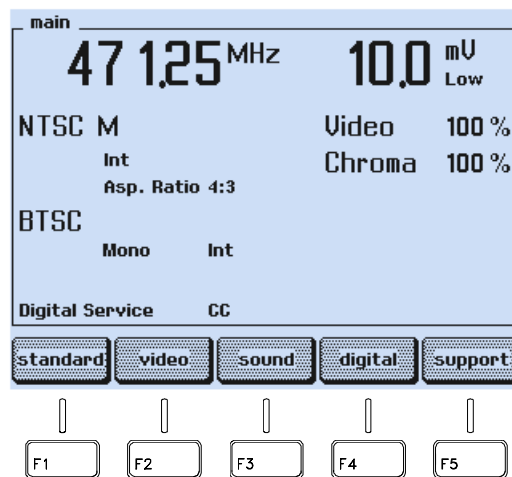 main
471.25 MHz 10.0 mV
Low
NTSC M Video 100 %
Int Chroma 100 %
Asp. Ratio 4:3
BTSC
Mono Int
Digital Service CC
standard video sound digital support
F1 F2 F3 F4 F5